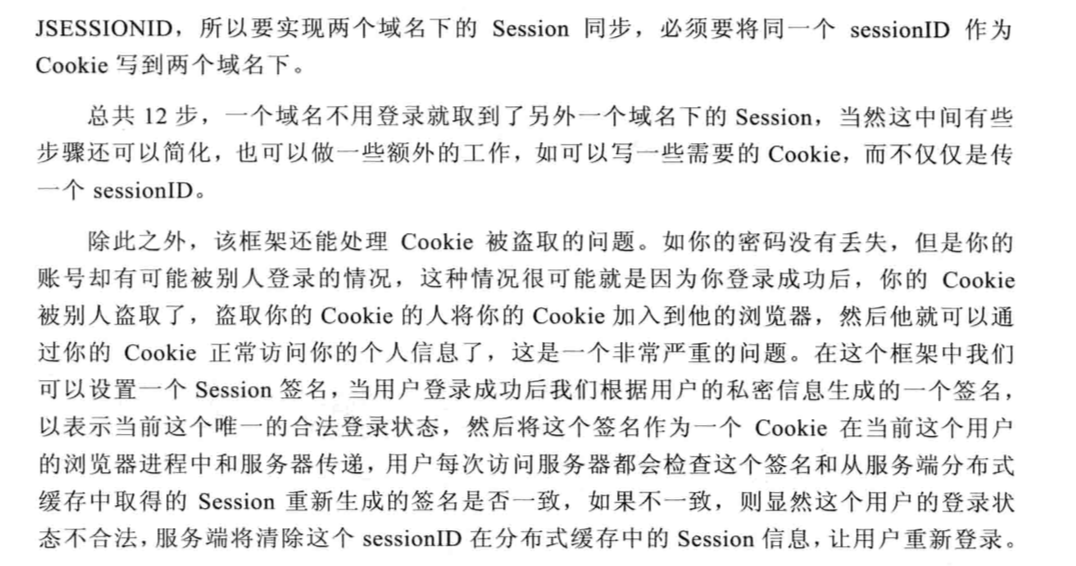 JSESSIONID，所以要实现两个域名下的 Session 同步，必须要将同一个 sessionID 作为
Cookie 写到两个域名下。
总共 12 步，一个域名不用登录就取到了另外一个域名下的 Session，当然这中间有些
步骤还可以简化，也可以做一些额外的工作，如可以写一些需要的 Cookie，而不仅仅是传
一个 sessionID。
除此之外，该框架还能处理 Cookie 被盗取的问题。如你的密码没有丢失，但是你的
账号却有可能被别人登录的情况，这种情况很可能就是因为你登录成功后，你的 Cookie
被别人盗取了，盗取你的 Cookie 的人将你的 Cookie 加入到他的浏览器，然后他就可以通
过你的 Cookie 正常访问你的个人信息了，这是一个非常严重的问题。在这个框架中我们
可以设置一个 Session 签名，当用户登录成功后我们根据用户的私密信息生成的一个签名，
以表示当前这个唯一的合法登录状态，然后将这个签名作为一个 Cookie 在当前这个用户
的浏览器进程中和服务器传递，用户每次访问服务器都会检查这个签名和从服务端分布式
缓存中取得的 Session 重新生成的签名是否一致，如果不一致，则显然这个用户的登录状
态不合法，服务端将清除这个 sessionID 在分布式缓存中的 Session 信息，让用户重新登录。